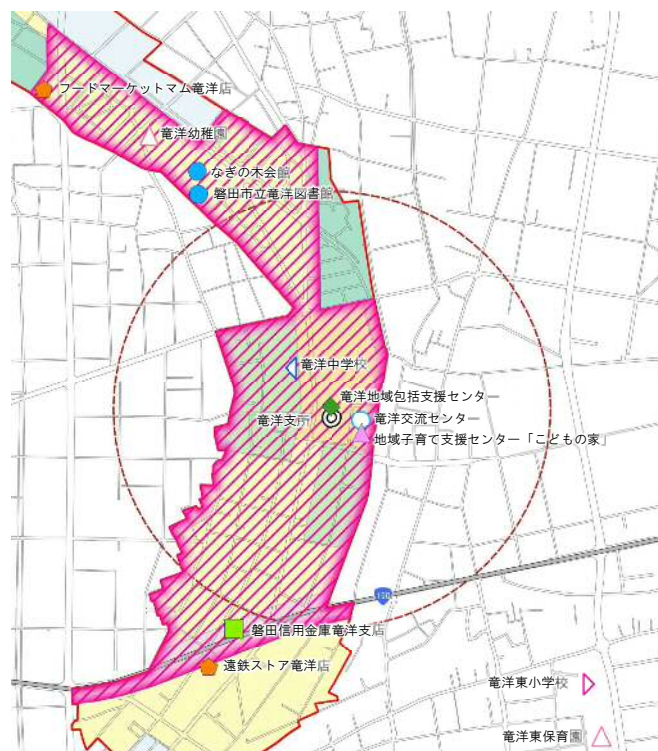 フードマーケットマム竜洋店
竜洋幼稚園
なぎの木会館
磐田市立竜洋図書館
竜洋中学校
竜洋地域包括支援センター
竜洋支所
竜洋交流センター
地域子育て支援センター「こどもの家」
150
磐田信用金庫竜洋支店
遠鉄ストア竜洋店
竜洋東小学校
竜洋東保育園